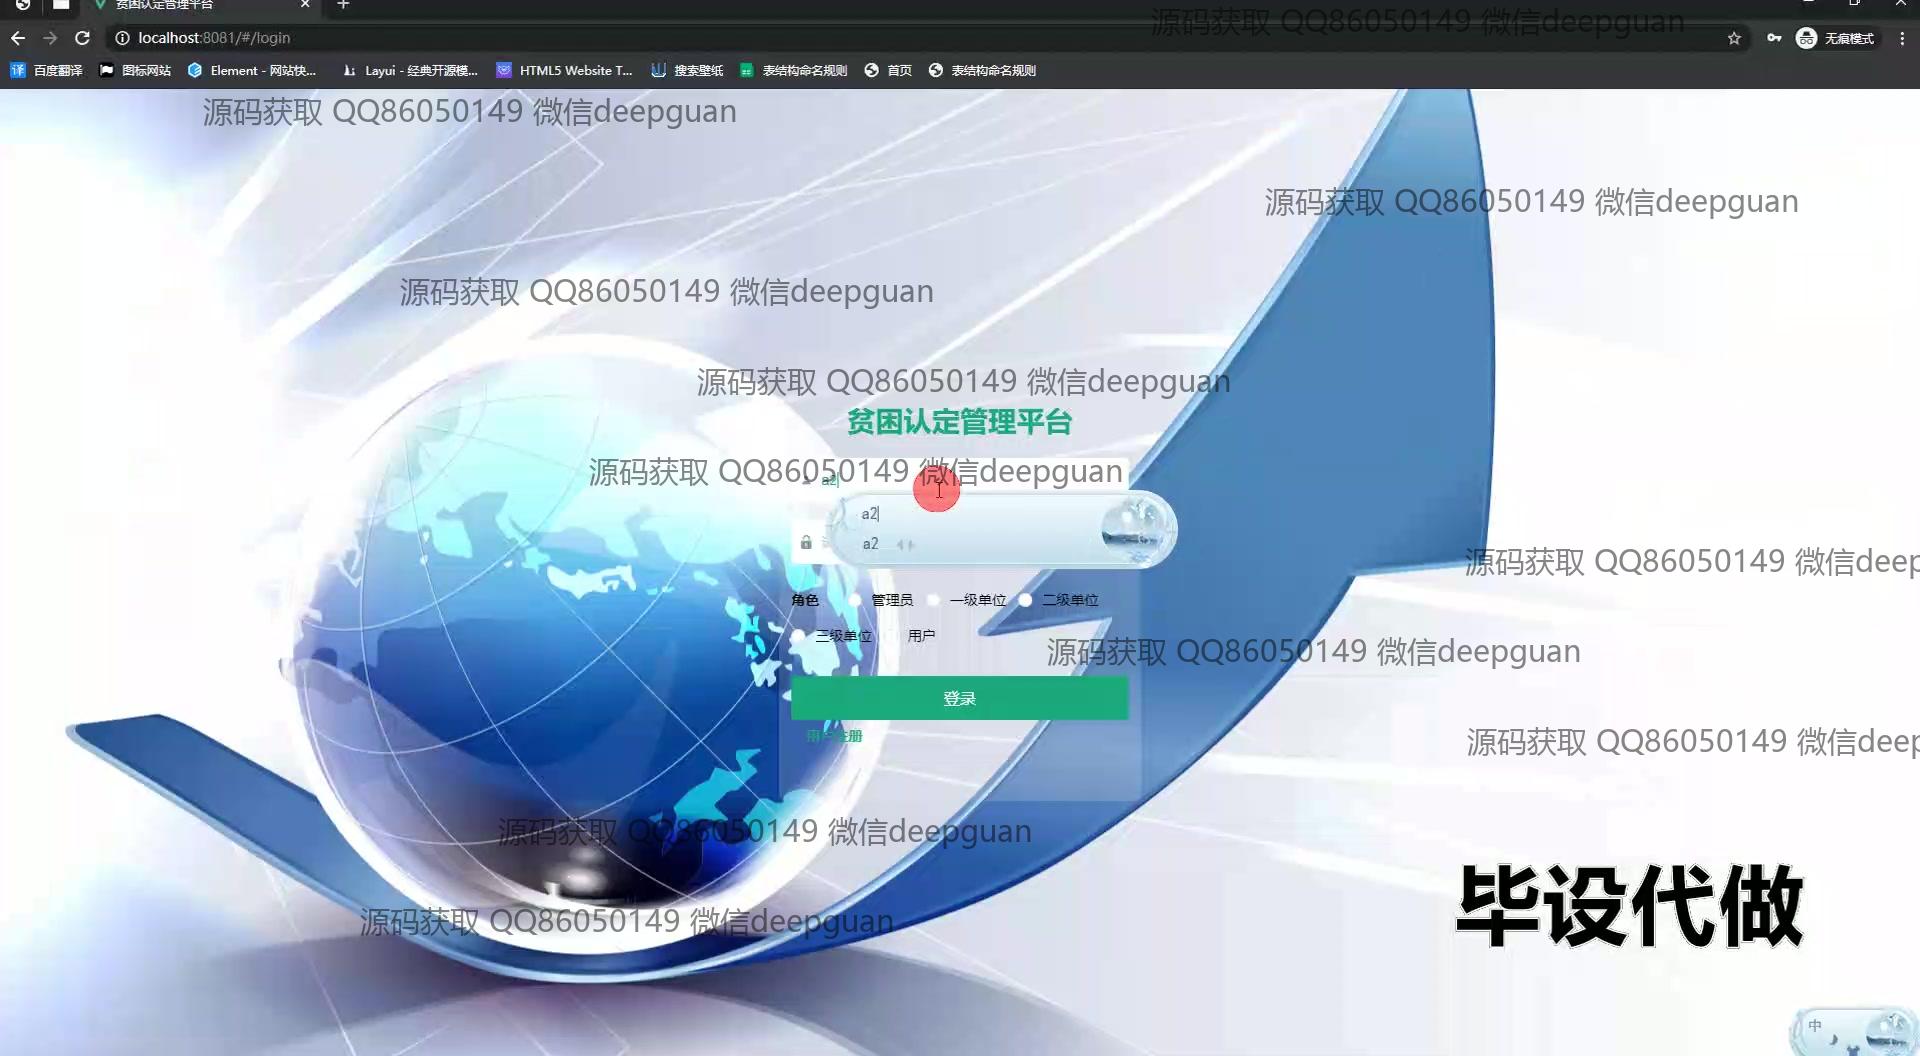 贫困认定管理平台
源码获取 QQ86050149 微信deepguan
localhost:8081/#/login
无痕模式
百度翻译
图标网站
Element - 网站快...
Layui - 经典开源模...
HTML5 Website T...
搜索壁纸
表结构命名规则
首页
表结构命名规则
源码获取 QQ86050149 微信deepguan
源码获取 QQ86050149 微信deepguan
源码获取 QQ86050149 微信deepguan
源码获取 QQ86050149 微信deepguan
贫困认定管理平台
源码获取 QQ86050149 微信deepguan
a2
a2
a2
源码获取 QQ86050149 微信deep
角色 管理员 一级单位 二级单位
三级单位 用户
源码获取 QQ86050149 微信deepguan
登录
用户注册
源码获取 QQ86050149 微信deep
源码获取 QQ86050149 微信deepguan
毕设代做
源码获取 QQ86050149 微信deepguan
中